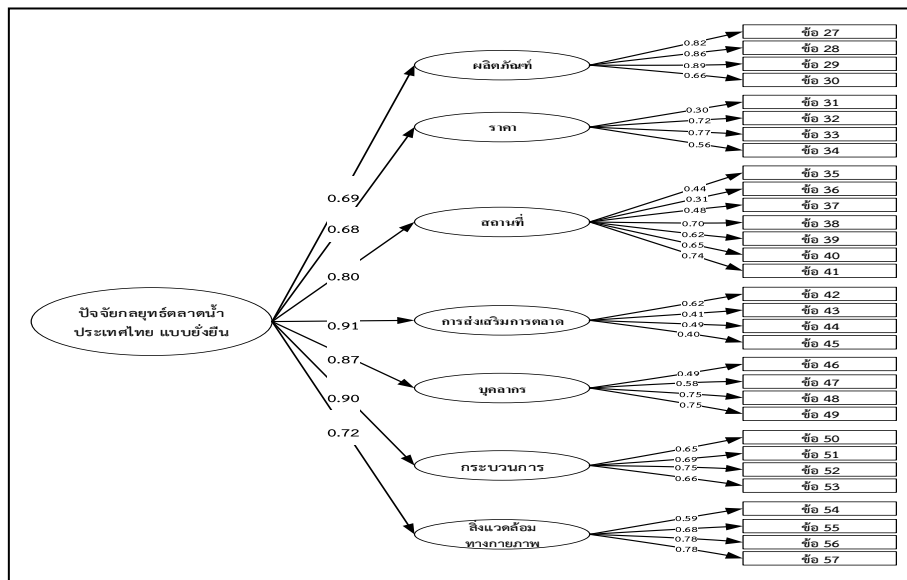 ปัจจัยกลยุทธ์ตลาดน้ำ
ประเทศไทย แบบยั่งยืน
0.69
0.68
0.80
0.91
0.87
0.90
0.72
ผลิตภัณฑ์
0.82
0.86
0.89
0.66
ข้อ 27
ข้อ 28
ข้อ 29
ข้อ 30
ราคา
0.30
0.72
0.77
0.56
ข้อ 31
ข้อ 32
ข้อ 33
ข้อ 34
สถานที่
0.44
0.31
0.48
0.70
0.62
0.65
0.74
ข้อ 35
ข้อ 36
ข้อ 37
ข้อ 38
ข้อ 39
ข้อ 40
ข้อ 41
การส่งเสริมการตลาด
0.62
0.41
0.49
0.40
ข้อ 42
ข้อ 43
ข้อ 44
ข้อ 45
บุคลากร
0.49
0.58
0.75
0.75
ข้อ 46
ข้อ 47
ข้อ 48
ข้อ 49
กระบวนการ
0.65
0.69
0.75
0.66
ข้อ 50
ข้อ 51
ข้อ 52
ข้อ 53
สิ่งแวดล้อม
ทางกายภาพ
0.59
0.68
0.78
0.78
ข้อ 54
ข้อ 55
ข้อ 56
ข้อ 57